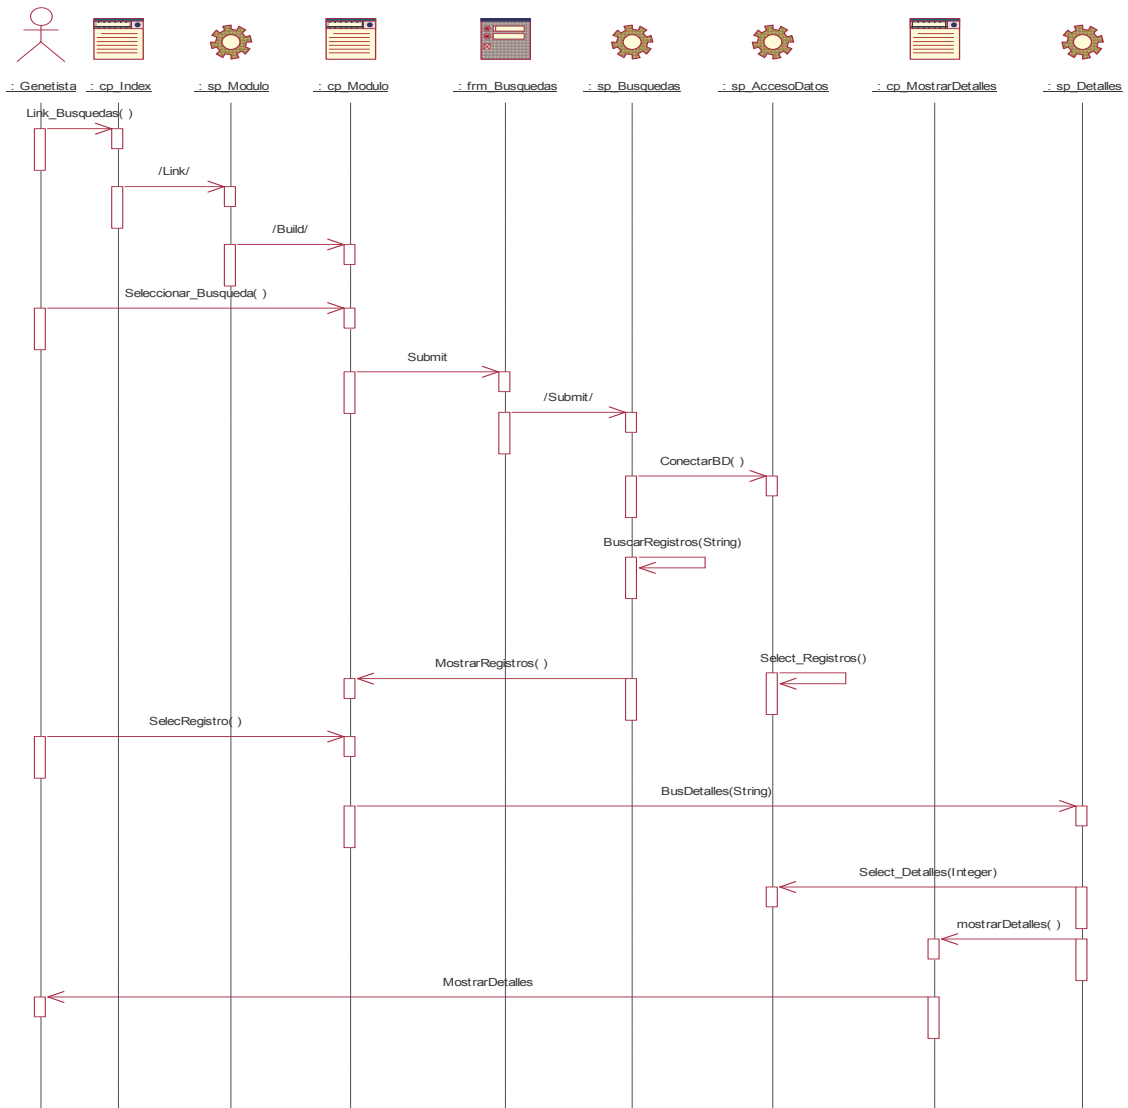 : Genetista
: cp_Index
: sp_Modulo
: cp_Modulo
: frm_Busquedas
: sp_Busquedas
: sp_AccesoDatos
: cp_MostrarDetalles
: sp_Detalles
Link_Busquedas( )
/Link/
/Build/
Seleccionar_Busqueda( )
Submit
/Submit/
ConectarBD( )
BuscarRegistros(String)
Select_Registros()
MostrarRegistros( )
SelecRegistro( )
BusDetalles(String)
Select_Detalles(Integer)
mostrarDetalles( )
MostrarDetalles